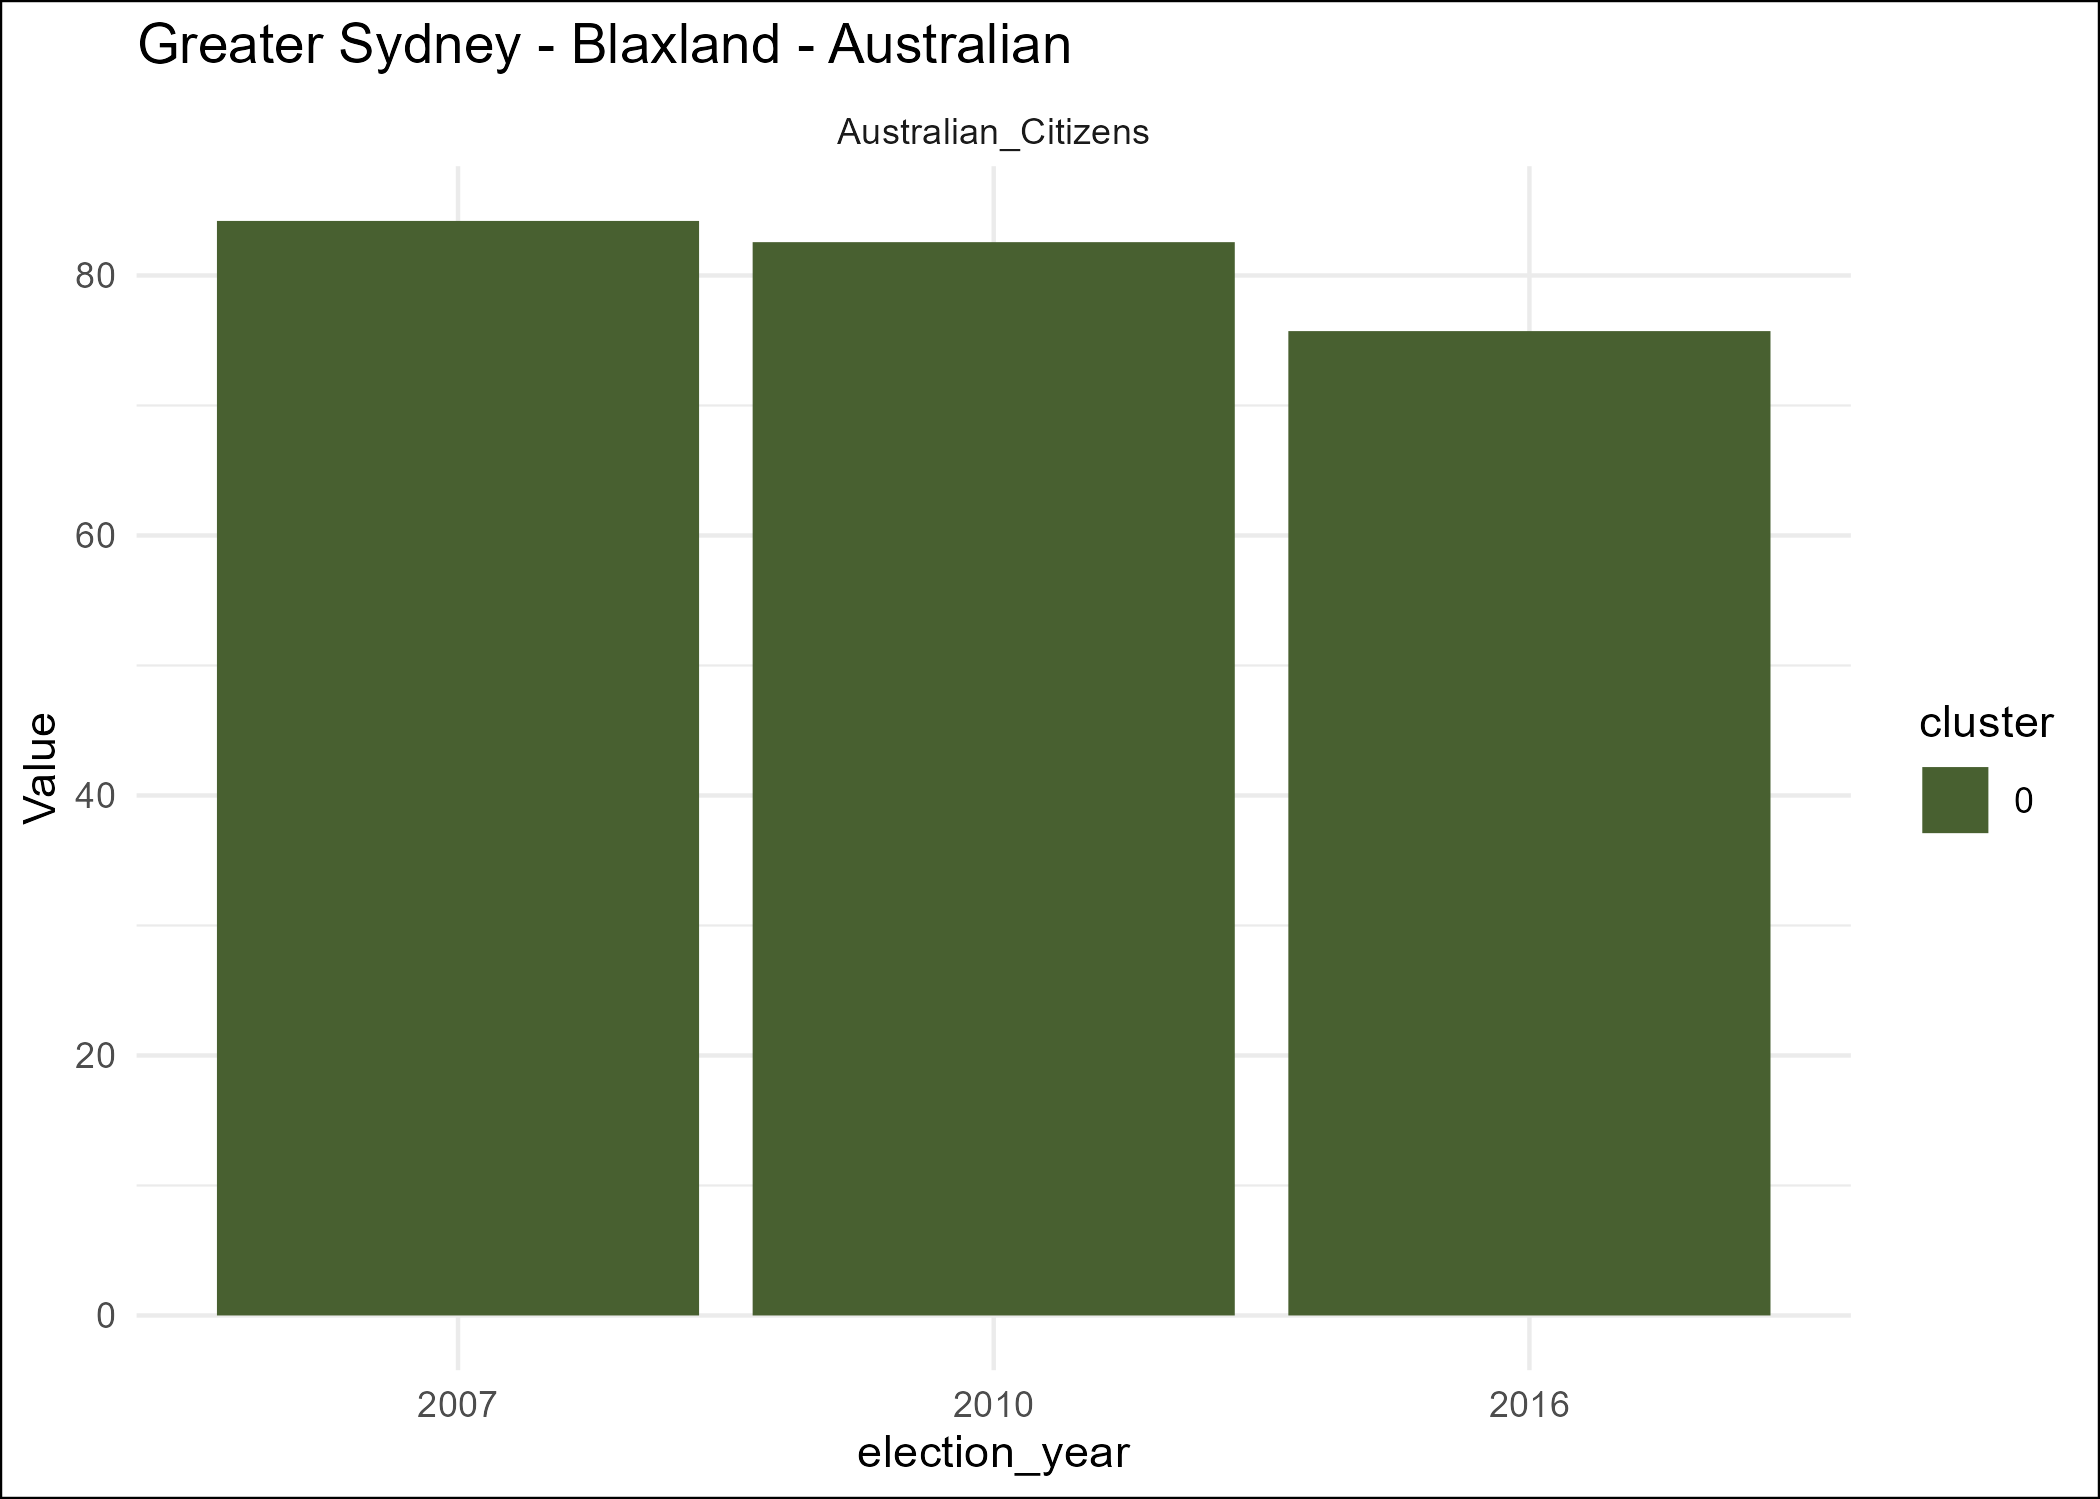 Greater Sydney - Blaxland - Australian
Australian_Citizens
80
60
40
20
0
Value
2007 2010 2016
election_year
cluster
0